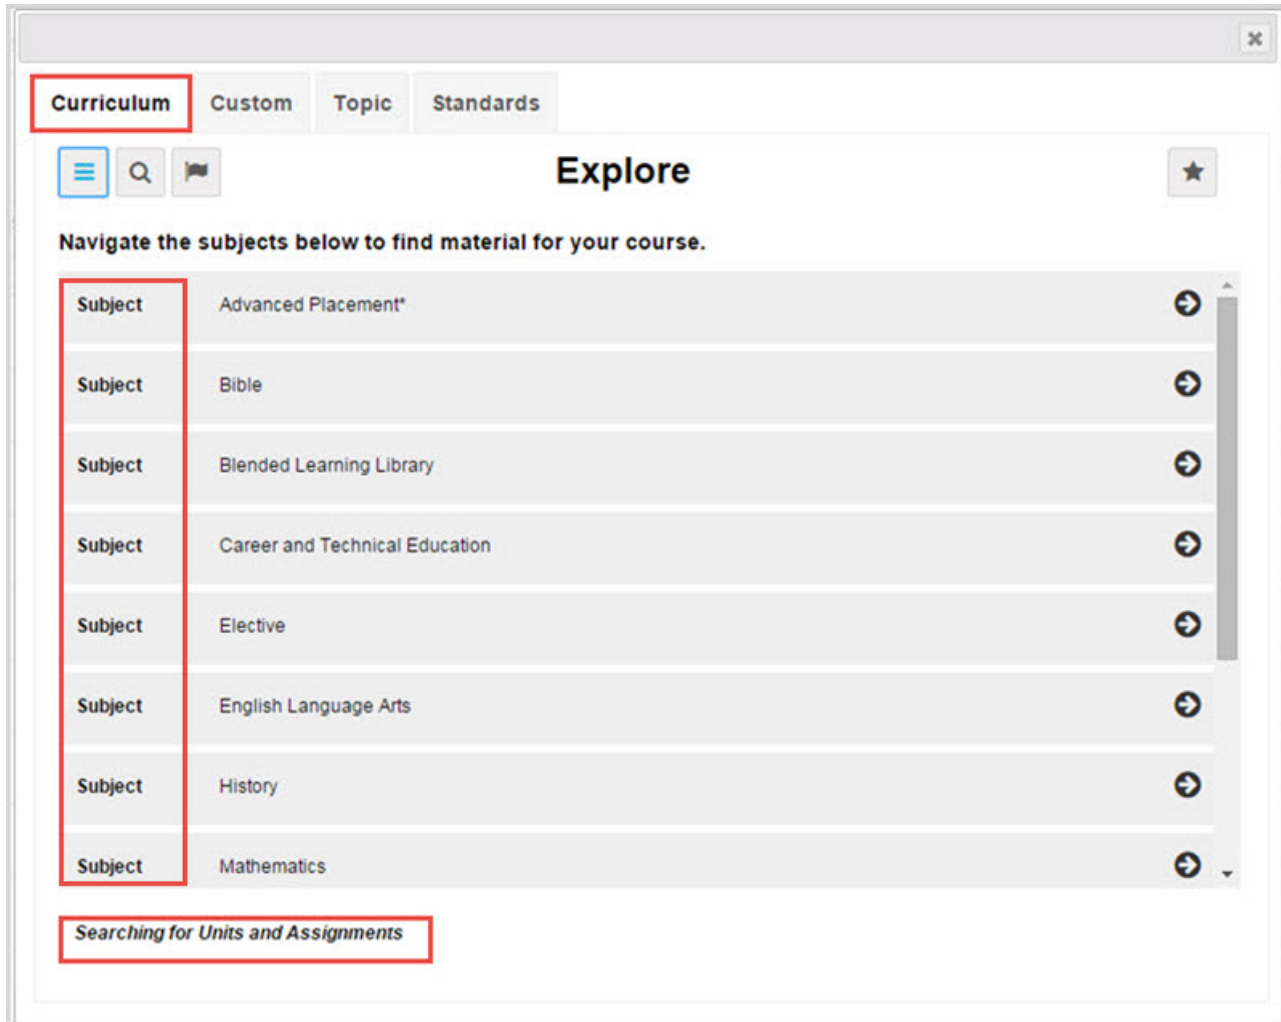 Curriculum Custom Topic Standards
Explore
Navigate the subjects below to find material for your course.
Subject Advanced Placement*
Subject Bible
Subject Blended Learning Library
Subject Career and Technical Education
Subject Elective
Subject English Language Arts
Subject History
Subject Mathematics
Searching for Units and Assignments